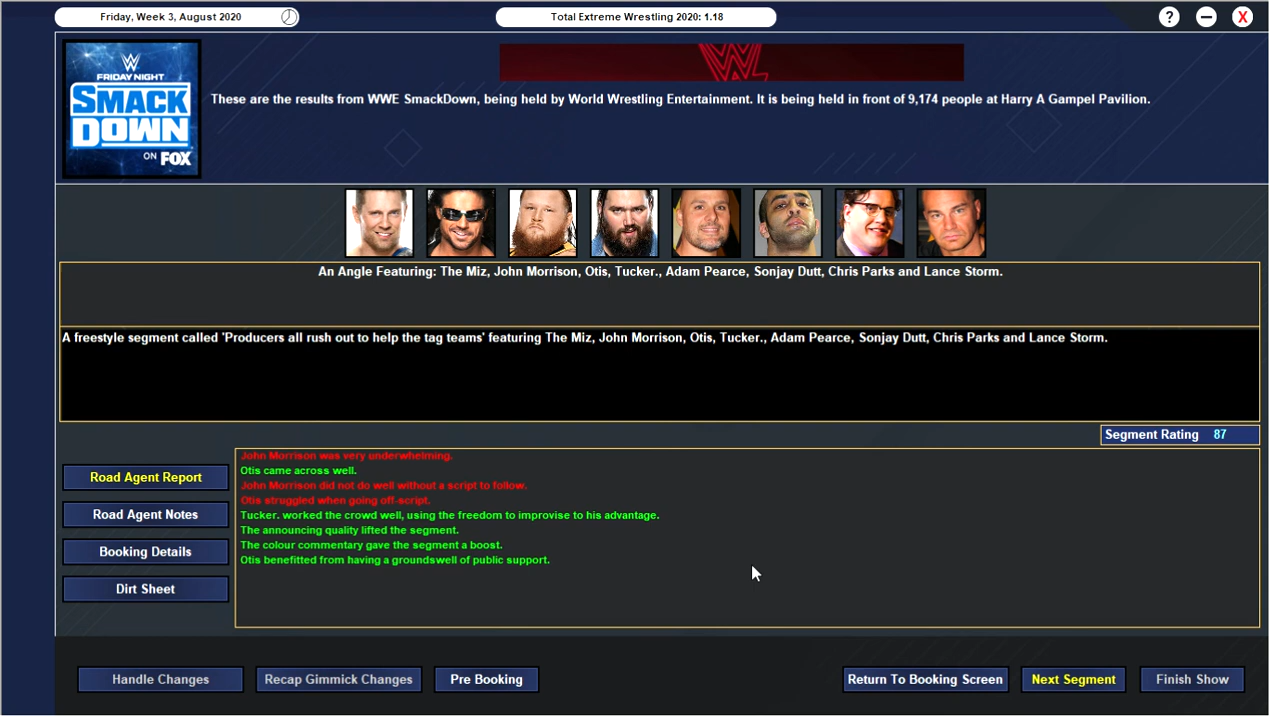 Friday, Week 3, August 2020
Total Extreme Wrestling 2020: 1.18
?
X
W
FRIDAY NIGHT
SMACK
DOWN
ON FOX
These are the results from WWE SmackDown, being held by World Wrestling Entertainment. It is being held in front of 9,174 people at Harry A Gampel Pavilion.
An Angle Featuring: The Miz, John Morrison, Otis, Tucker., Adam Pearce, Sonjay Dutt, Chris Parks and Lance Storm.
A freestyle segment called 'Producers all rush out to help the tag teams' featuring The Miz, John Morrison, Otis, Tucker., Adam Pearce, Sonjay Dutt, Chris Parks and Lance Storm.
Segment Rating 87
Road Agent Report
Road Agent Notes
Booking Details
Dirt Sheet
John Morrison was very underwhelming.
Otis came across well.
John Morrison did not do well without a script to follow.
Otis struggled when going off-script.
Tucker. worked the crowd well, using the freedom to improvise to his advantage.
The announcing quality lifted the segment.
The colour commentary gave the segment a boost.
Otis benefitted from having a groundswell of public support.
Handle Changes
Recap Gimmick Changes
Pre Booking
Return To Booking Screen
Next Segment
Finish Show